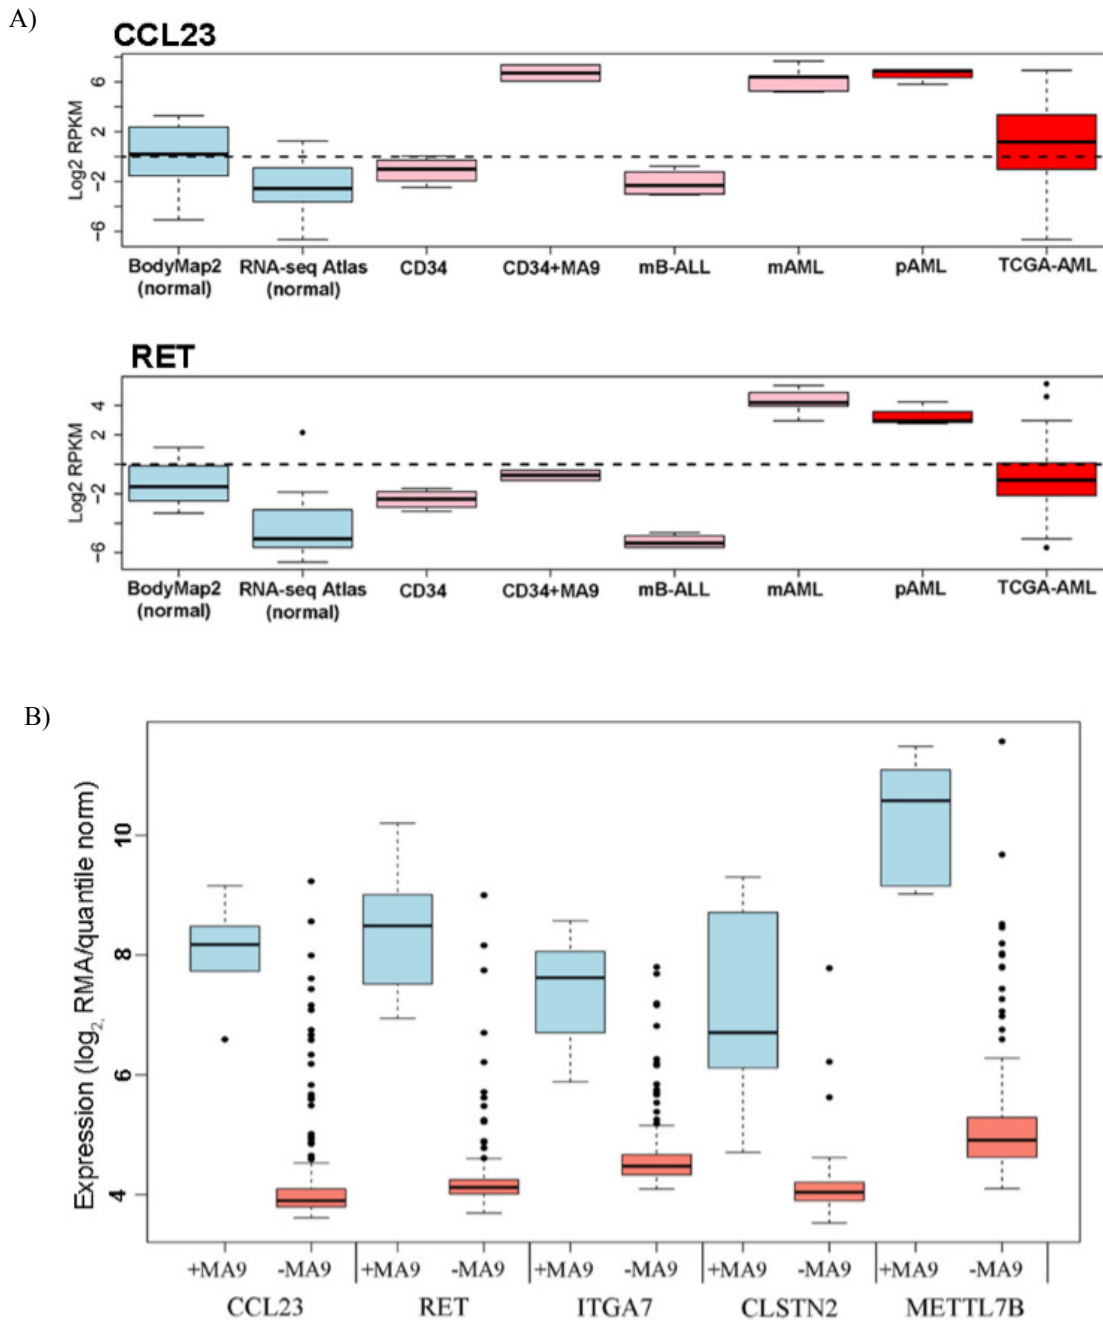 A)
CCL23
Log2 RPKM
6
2
−2
−6
BodyMap2 (normal)
RNA-seq Atlas (normal)
CD34
CD34+MA9
mB-ALL
mAML
pAML
TCGA-AML
RET
Log2 RPKM
4
2
−2
−6
BodyMap2 (normal)
RNA-seq Atlas (normal)
CD34
CD34+MA9
mB-ALL
mAML
pAML
TCGA-AML
B)
Expression (log2, RMA/quantile norm)
10
8
6
4
+MA9 -MA9 +MA9 -MA9 +MA9 -MA9 +MA9 -MA9 +MA9 -MA9
CCL23 RET ITGA7 CLSTN2 METTL7B